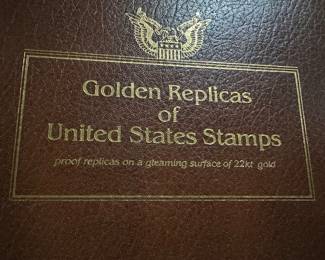 Golden Replicas
of
United States Stamps
proof replicas on a gleaming surface of 22kt gold